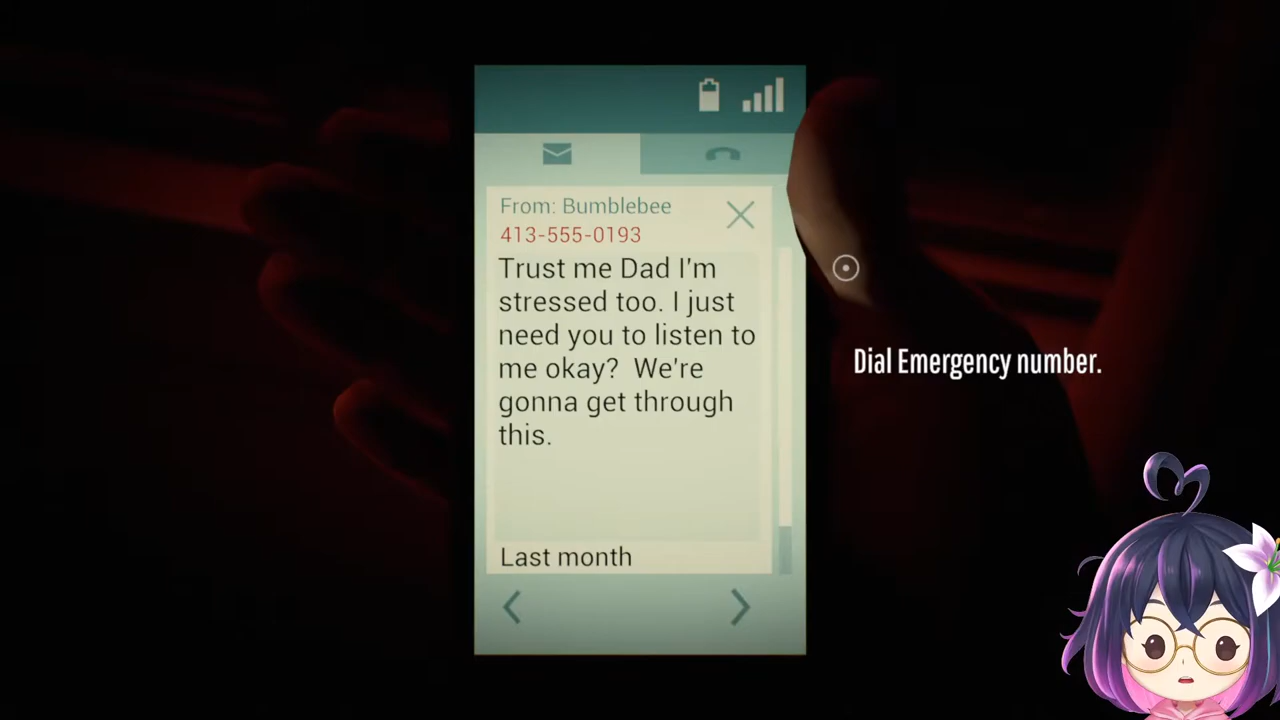 From: Bumblebee
413-555-0193
Trust me Dad I'm
stressed too. I just
need you to listen to
me okay?  We're
gonna get through
this.
Last month
Dial Emergency number.